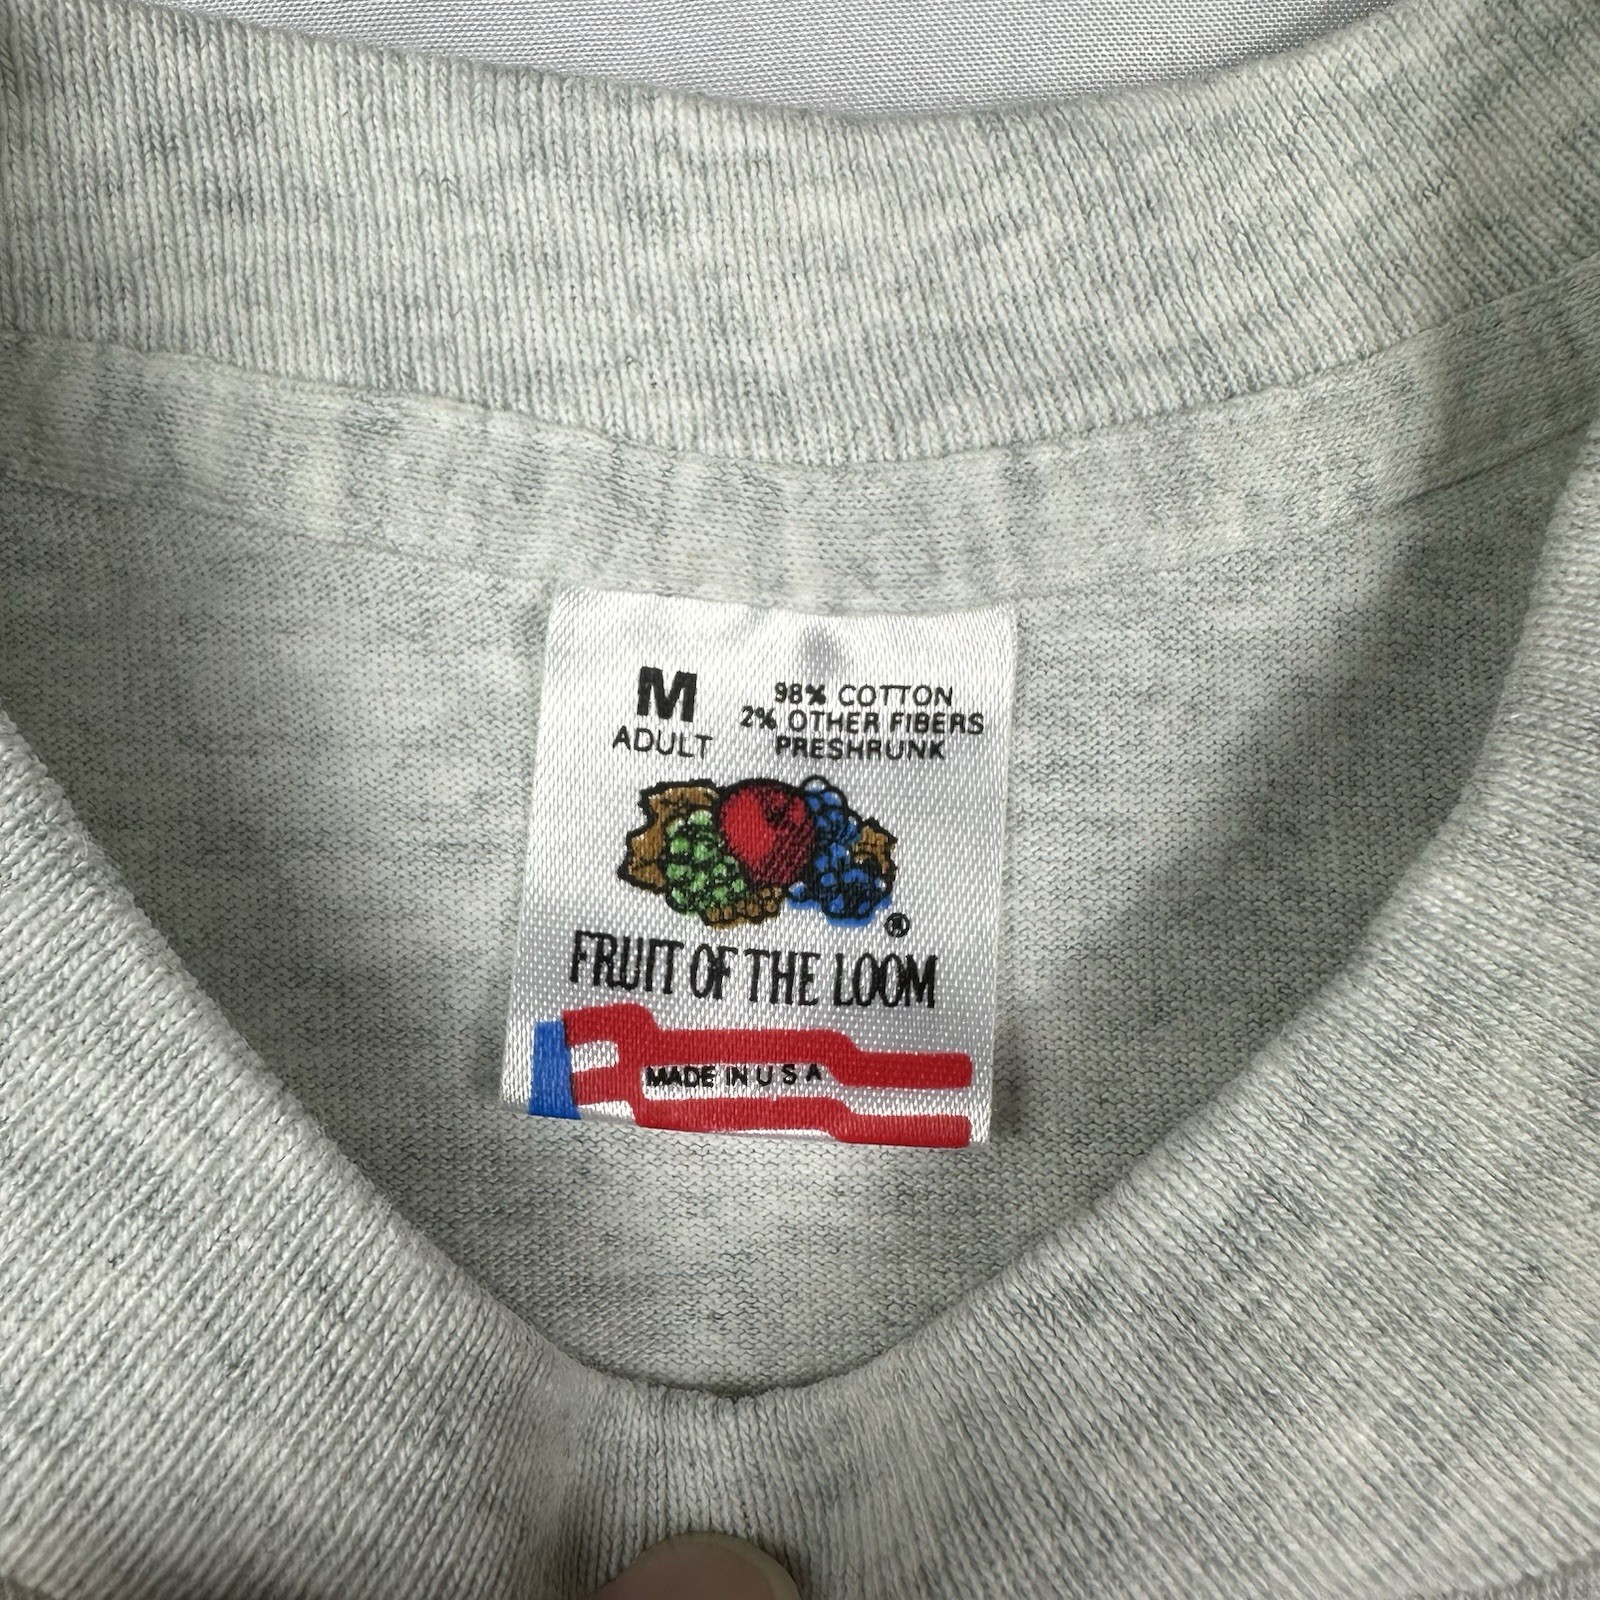 M
ADULT
98% COTTON
2% OTHER FIBERS
PRESHRUNK
®
FRUIT OF THE LOOM
MADE IN U S A